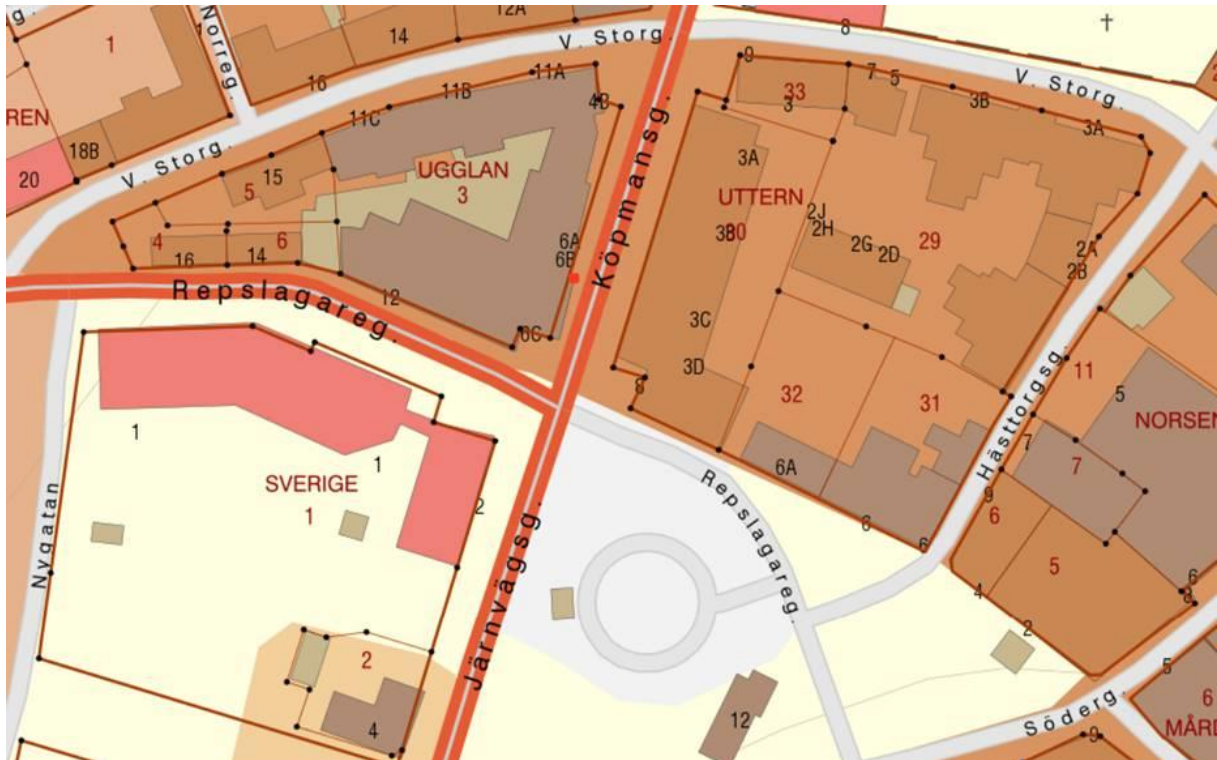 g.
Norreg.
12A
14
16
1
V. Storg.
8
9
7
5
V. Storg.
33
3
3B
3A
11A
11B
11C
4B
REN
18B
20
V. Storg.
15
5
UGGLAN
3
Köpmansg.
3A
UTTERN
30
3B
2J
2H
2G
2D
29
2A
2B
4
6
16
14
6A
6B
12
6C
Repslagareg.
3C
3D
8
32
31
Hästtorgsg.
11
5
NORSEN
7
7
6A
6
6
9
6
5
4
2
6
8
1
1
SVERIGE
1
2
Nygatan
Järnvägsg.
Repslagareg.
2
4
12
Söderg.
9
5
6
MÅRD